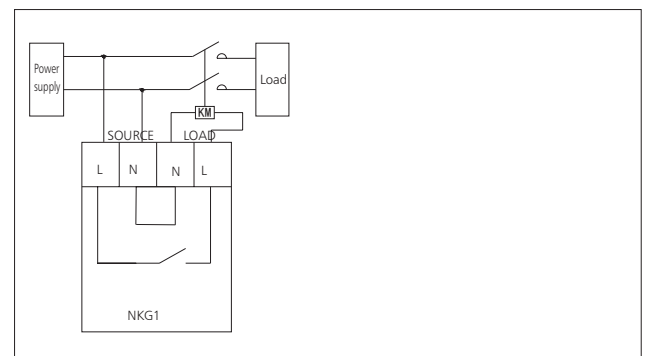 Power
supply
Load
KM
SOURCE LOAD
L N N L
NKG1